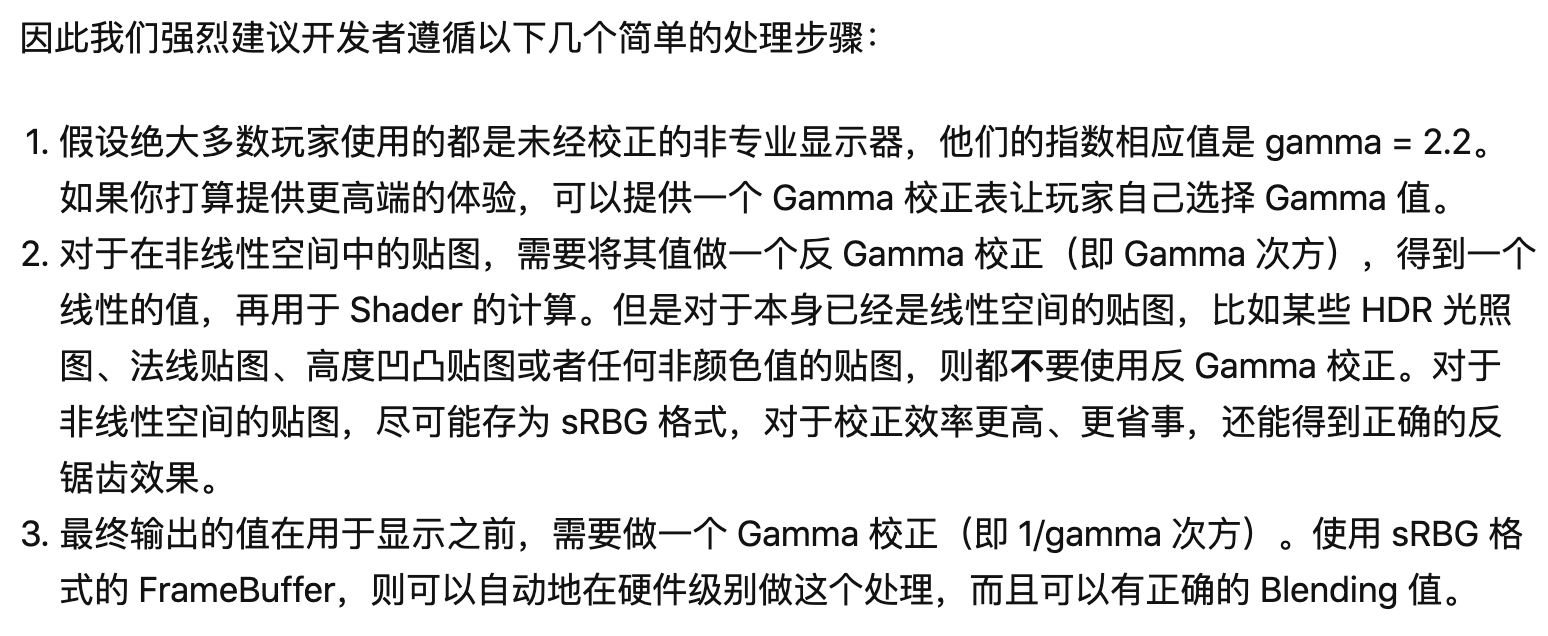 因此我们强烈建议开发者遵循以下几个简单的处理步骤：
1. 假设绝大多数玩家使用的都是未经校正的非专业显示器，他们的指数相应值是 gamma = 2.2。
如果你打算提供更高端的体验，可以提供一个 Gamma 校正表让玩家自己选择 Gamma 值。
2. 对于在非线性空间中的贴图，需要将其值做一个反 Gamma 校正（即 Gamma 次方），得到一个
线性的值，再用于 Shader 的计算。但是对于本身已经是线性空间的贴图，比如某些 HDR 光照
图、法线贴图、高度凹凸贴图或者任何非颜色值的贴图，则都不要使用反 Gamma 校正。对于
非线性空间的贴图，尽可能存为 sRBG 格式，对于校正效率更高、更省事，还能得到正确的反
锯齿效果。
3. 最终输出的值在用于显示之前，需要做一个 Gamma 校正（即 1/gamma 次方）。使用 sRBG 格
式的 FrameBuffer，则可以自动地在硬件级别做这个处理，而且可以有正确的 Blending 值。